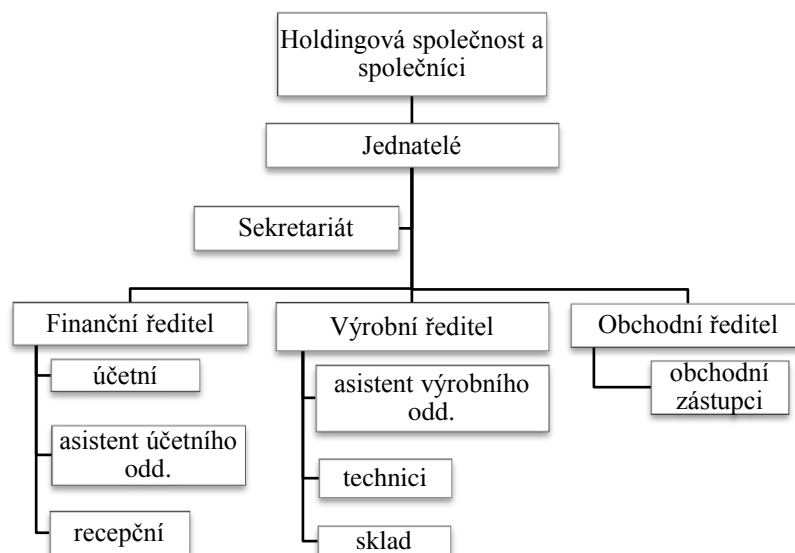 Holdingová společnost a
společníci
Jednatelé
Sekretariát
Finanční ředitel
účetní
asistent účetního
odd.
recepční
Výrobní ředitel
asistent výrobního
odd.
technici
sklad
Obchodní ředitel
obchodní
zástupci